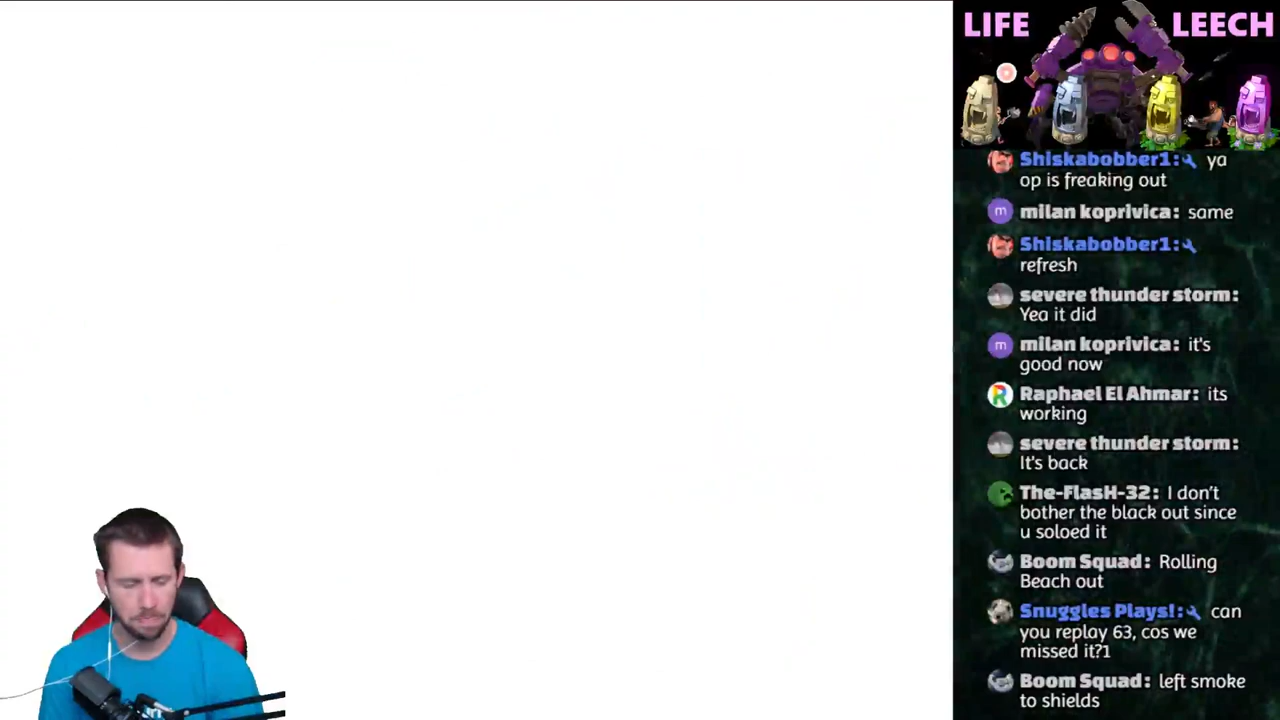 LIFE LEECH
Shiskabobber1: ya
op is freaking out
milan koprivica: same
Shiskabobber1:
refresh
severe thunder storm:
Yea it did
milan koprivica: it's
good now
Raphael El Ahmar: its
working
severe thunder storm:
It's back
The-FlasH-32: I don't
bother the black out since
u soloed it
Boom Squad: Rolling
Beach out
Snuggles Plays!: can
you replay 63, cos we
missed it?1
Boom Squad: left smoke
to shields